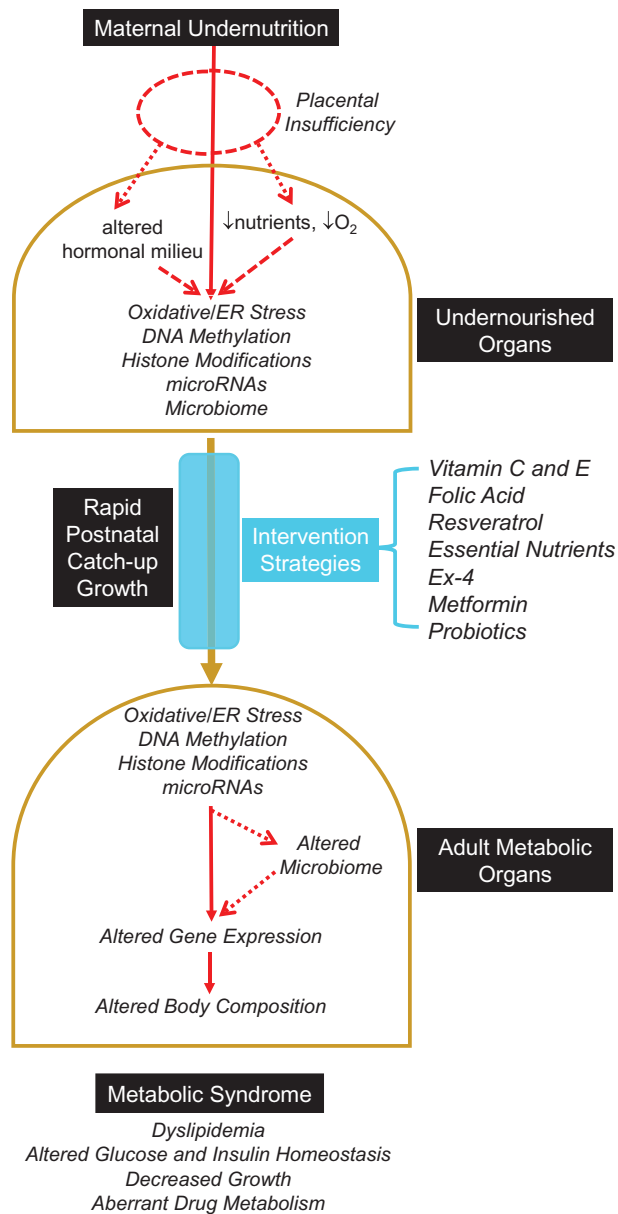 Maternal Undernutrition
Placental
Insufficiency
altered
hormonal milieu
↓nutrients, ↓O₂
Oxidative/ER Stress
DNA Methylation
Histone Modifications
microRNAs
Microbiome
Undernourished
Organs
Rapid
Postnatal
Catch-up
Growth
Intervention
Strategies
Vitamin C and E
Folic Acid
Resveratrol
Essential Nutrients
Ex-4
Metformin
Probiotics
Oxidative/ER Stress
DNA Methylation
Histone Modifications
microRNAs
Altered
Microbiome
Altered Gene Expression
Altered Body Composition
Adult Metabolic
Organs
Metabolic Syndrome
Dyslipidemia
Altered Glucose and Insulin Homeostasis
Decreased Growth
Aberrant Drug Metabolism